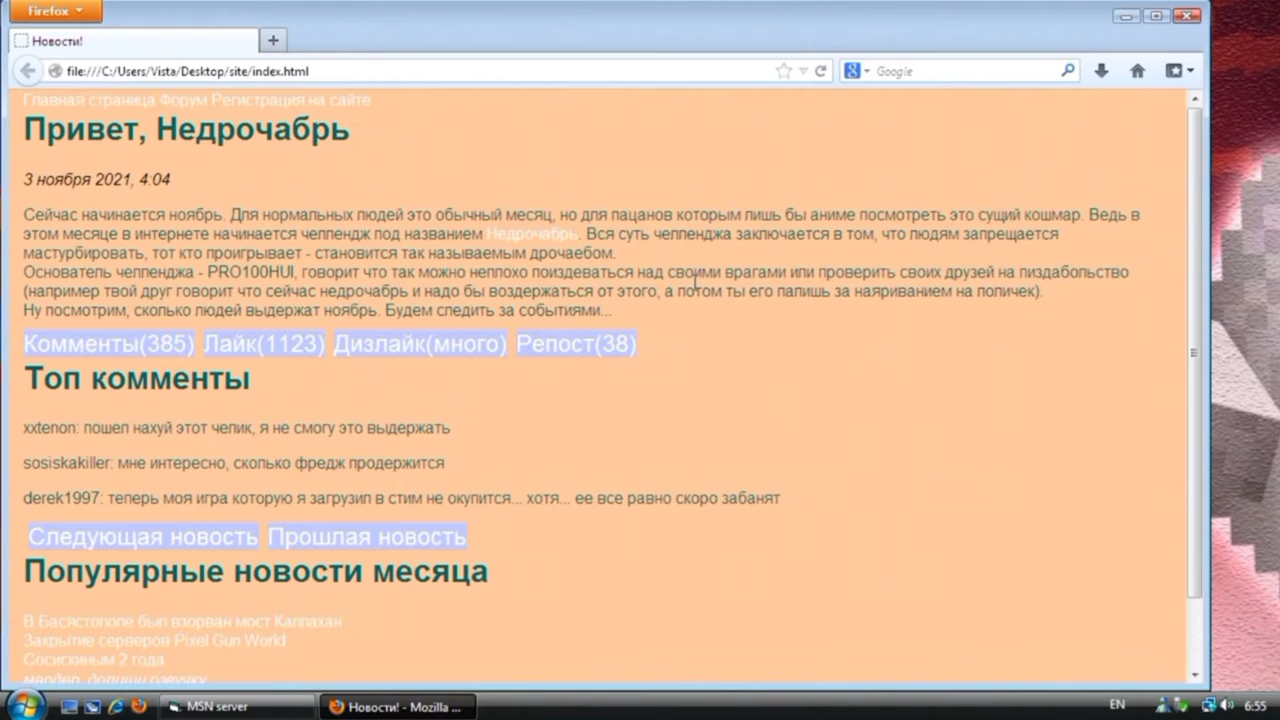 Firefox
Новости!
file:///C:/Users/Vista/Desktop/site/index.html
Google
Главная страница Форум Регистрация на сайте
Привет, Недрочабрь
3 ноября 2021, 4:04
Сейчас начинается ноябрь. Для нормальных людей это обычный месяц, но для пацанов которым лишь бы аниме посмотреть это сущий кошмар. Ведь в
этом месяце в интернете начинается челлендж под названием Недрочабрь. Вся суть челленджа заключается в том, что людям запрещается
мастурбировать, тот кто проигрывает - становится так называемым дрочаебом.
Основатель челленджа - PRO100HUI, говорит что так можно неплохо поиздеваться над своими врагами или проверить своих друзей на пиздабольство
(например твой друг говорит что сейчас недрочабрь и надо бы воздержаться от этого, а потом ты его палишь за наяриванием на попичек).
Ну посмотрим, сколько людей выдержат ноябрь. Будем следить за событиями...
Комменты(385) Лайк(1123) Дизлайк(много) Репост(38)
Топ комменты
xxtenon: пошел нахуй этот челик, я не смогу это выдержать
sosiskakiller: мне интересно, сколько фредж продержится
derek1997: теперь моя игра которую я загрузил в стим не окупится... хотя... ее все равно скоро забанят
Следующая новость Прошлая новость
Популярные новости месяца
В Басястополе был взорван мост Каллахан
Закрытие серверов Pixel Gun World
Сосискиным 2 года
мардер, допиши озвучку
MSN server
Новости! - Mozilla ...
EN
6:55